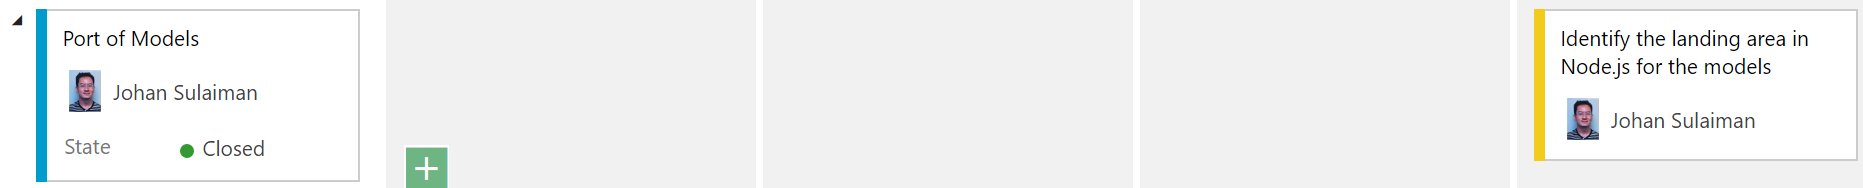 Port of Models
Johan Sulaiman
State
Closed
Identify the landing area in
Node.js for the models
Johan Sulaiman